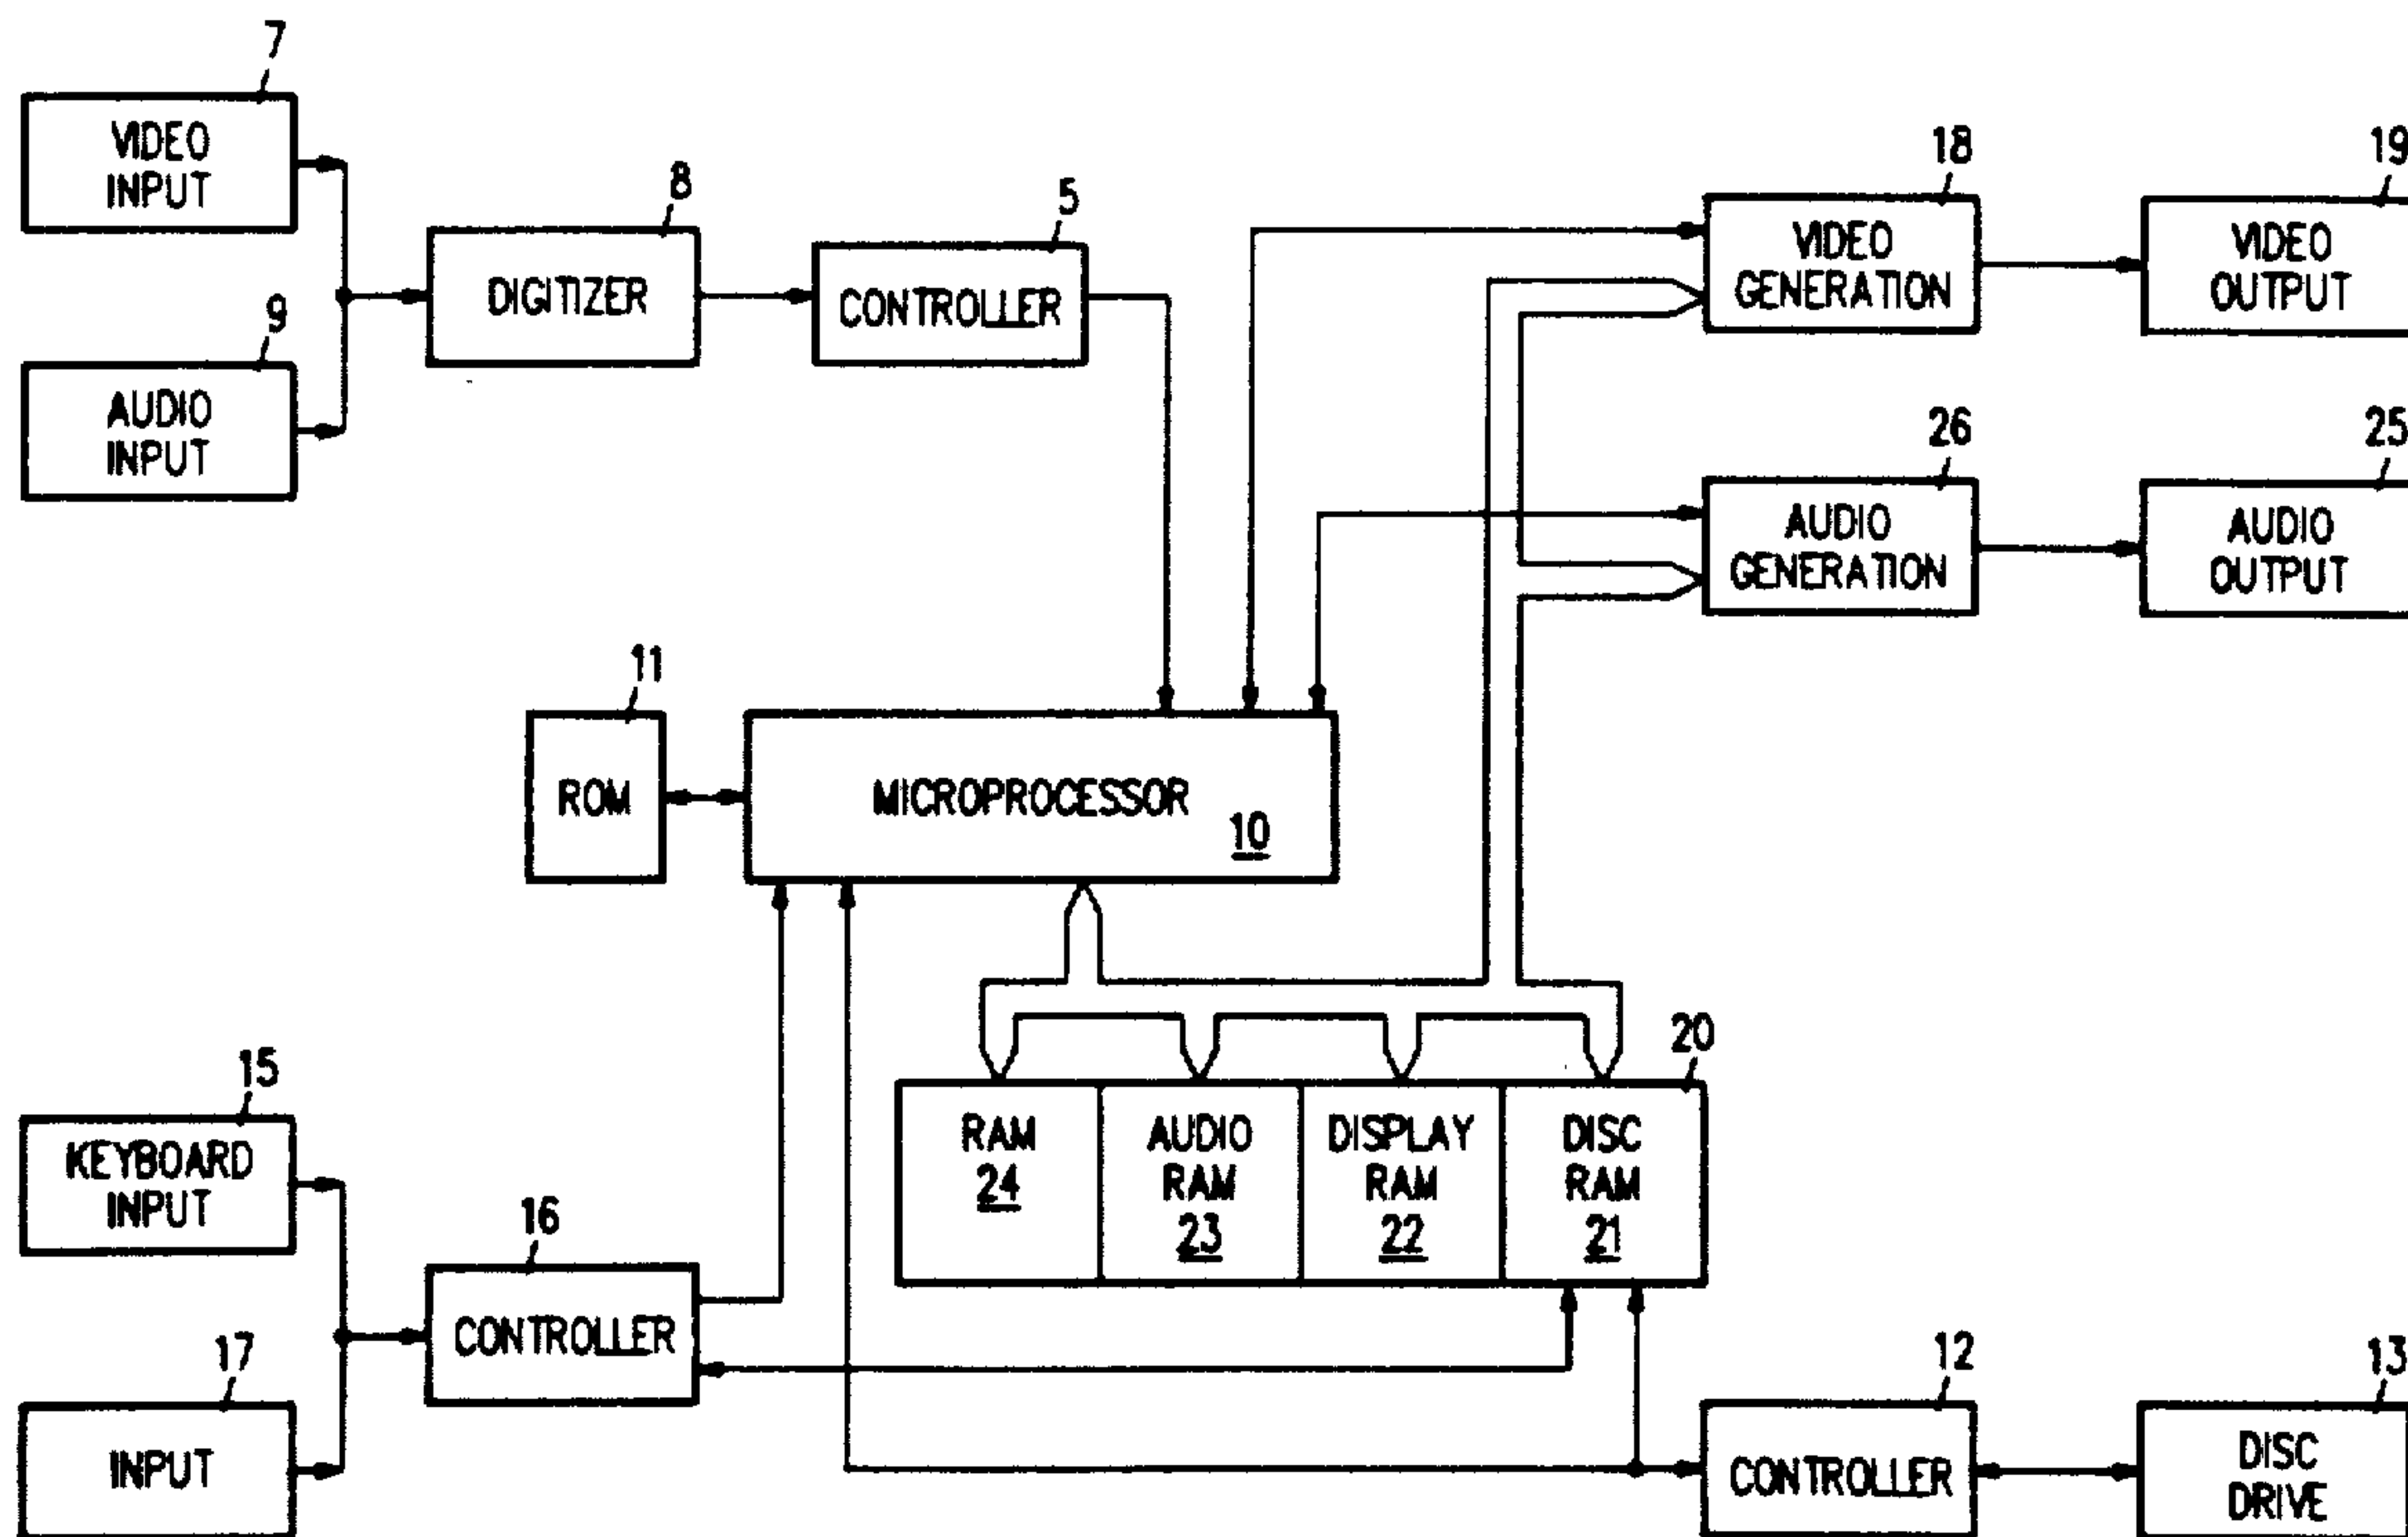 7
VIDEO
INPUT
9
AUDIO
INPUT
8
DIGITIZER
5
CONTROLLER
18
VIDEO
GENERATION
19
VIDEO
OUTPUT
26
AUDIO
GENERATION
25
AUDIO
OUTPUT
11
ROM
MICROPROCESSOR
10
15
KEYBOARD
INPUT
17
INPUT
16
CONTROLLER
20
RAM
24
AUDIO
RAM
23
DISPLAY
RAM
22
DISC
RAM
21
12
CONTROLLER
13
DISC
DRIVE